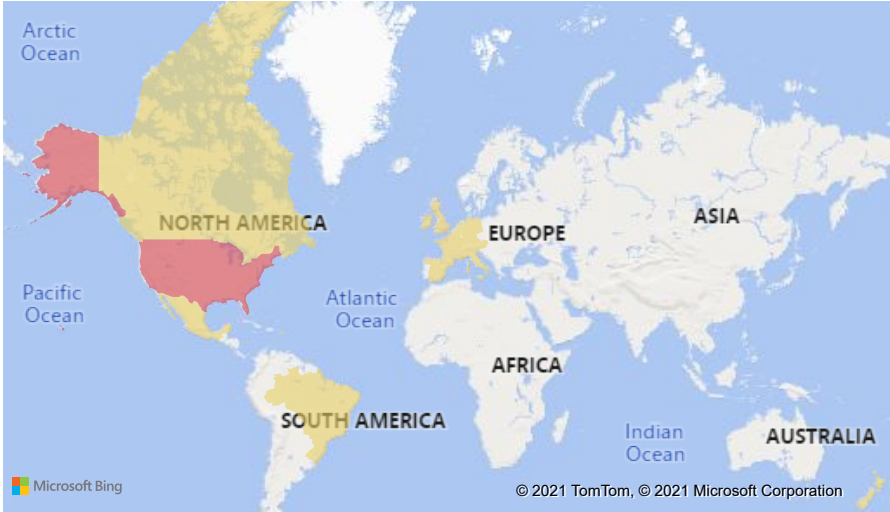 Arctic
Ocean
NORTH AMERICA
EUROPE
ASIA
Pacific
Ocean
Atlantic
Ocean
AFRICA
SOUTH AMERICA
Indian
Ocean
AUSTRALIA
Microsoft Bing
© 2021 TomTom, © 2021 Microsoft Corporation